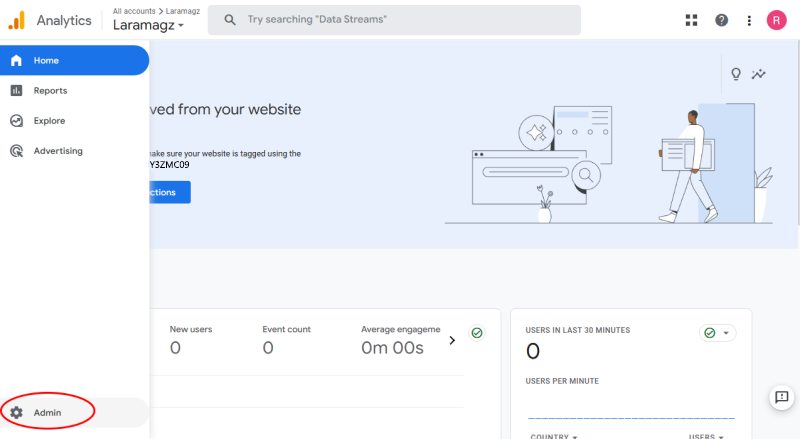 Analytics
All accounts > Laramagz
Laramagz
Try searching "Data Streams"
R
Home
Reports
Explore
Advertising
Admin
ved from your website
make sure your website is tagged using the
Y3ZMC09
ctions
New users
Event count
Average engageme
0
0
0m 00s
USERS IN LAST 30 MINUTES
0
USERS PER MINUTE
COUNTRY
USERS